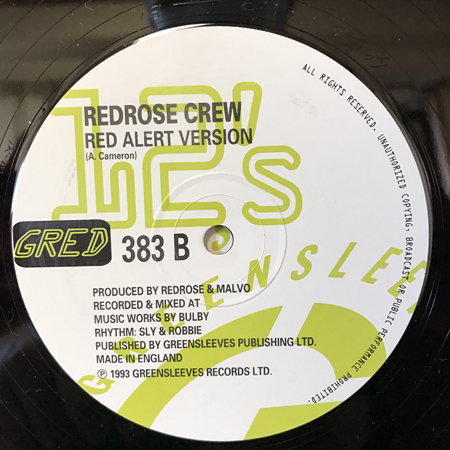 12"s
REDROSE CREW
RED ALERT VERSION
(A. Cameron)
GRED 383 B
PRODUCED BY REDROSE & MALVO
RECORDED & MIXED AT
MUSIC WORKS BY BULBY
RHYTHM: SLY & ROBBIE
PUBLISHED BY GREENSLEEVES PUBLISHING LTD.
MADE IN ENGLAND
℗ 1993 GREENSLEEVES RECORDS LTD.
ALL RIGHTS RESERVED. UNAUTHORIZED COPYING, BROADCAST OR PUBLIC PERFORMANCE PROHIBITED.
GREENSLEE